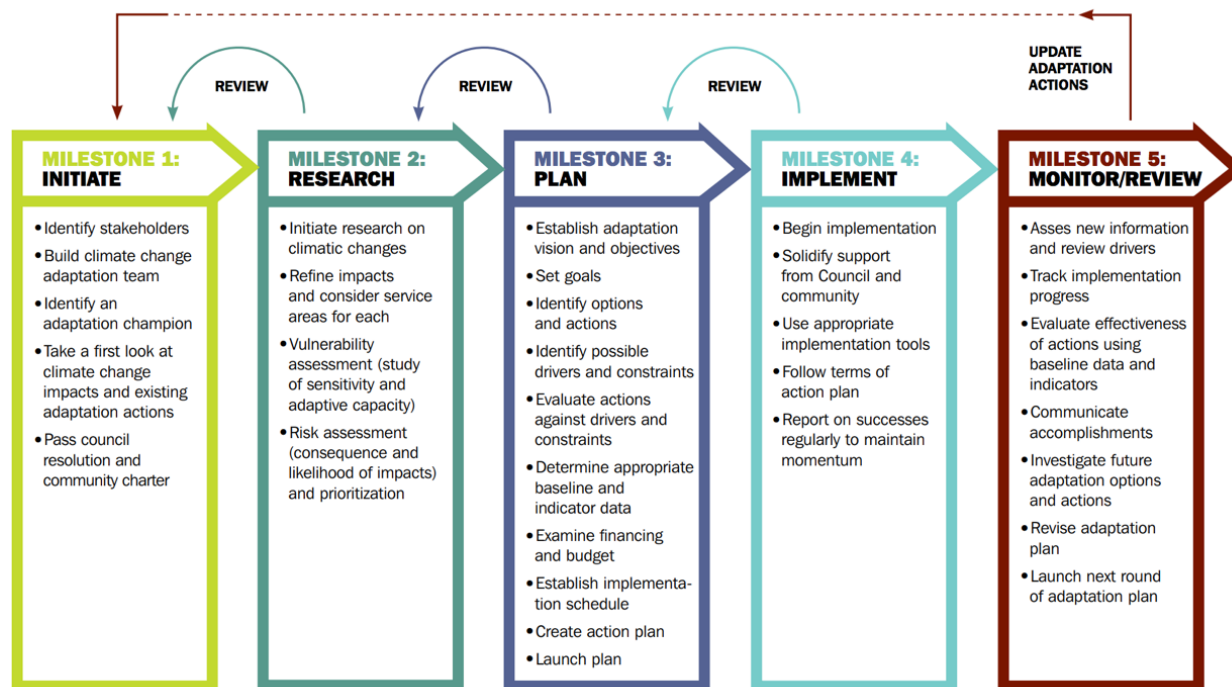 UPDATE
ADAPTATION
ACTIONS
REVIEW
REVIEW
REVIEW
MILESTONE 1:
INITIATE
• Identify stakeholders
• Build climate change
adaptation team
• Identify an
adaptation champion
• Take a first look at
climate change
impacts and existing
adaptation actions
• Pass council
resolution and
community charter
MILESTONE 2:
RESEARCH
• Initiate research on
climatic changes
• Refine impacts
and consider service
areas for each
• Vulnerability
assessment (study
of sensitivity and
adaptive capacity)
• Risk assessment
(consequence and
likelihood of impacts)
and prioritization
MILESTONE 3:
PLAN
• Establish adaptation
vision and objectives
• Set goals
• Identify options
and actions
• Identify possible
drivers and constraints
• Evaluate actions
against drivers and
constraints
• Determine appropriate
baseline and
indicator data
• Examine financing
and budget
• Establish implementa-
tion schedule
• Create action plan
• Launch plan
MILESTONE 4:
IMPLEMENT
• Begin implementation
• Solidify support
from Council and
community
• Use appropriate
implementation tools
• Follow terms of
action plan
• Report on successes
regularly to maintain
momentum
MILESTONE 5:
MONITOR/REVIEW
• Asses new information
and review drivers
• Track implementation
progress
• Evaluate effectiveness
of actions using
baseline data and
indicators
• Communicate
accomplishments
• Investigate future
adaptation options
and actions
• Revise adaptation
plan
• Launch next round
of adaptation plan